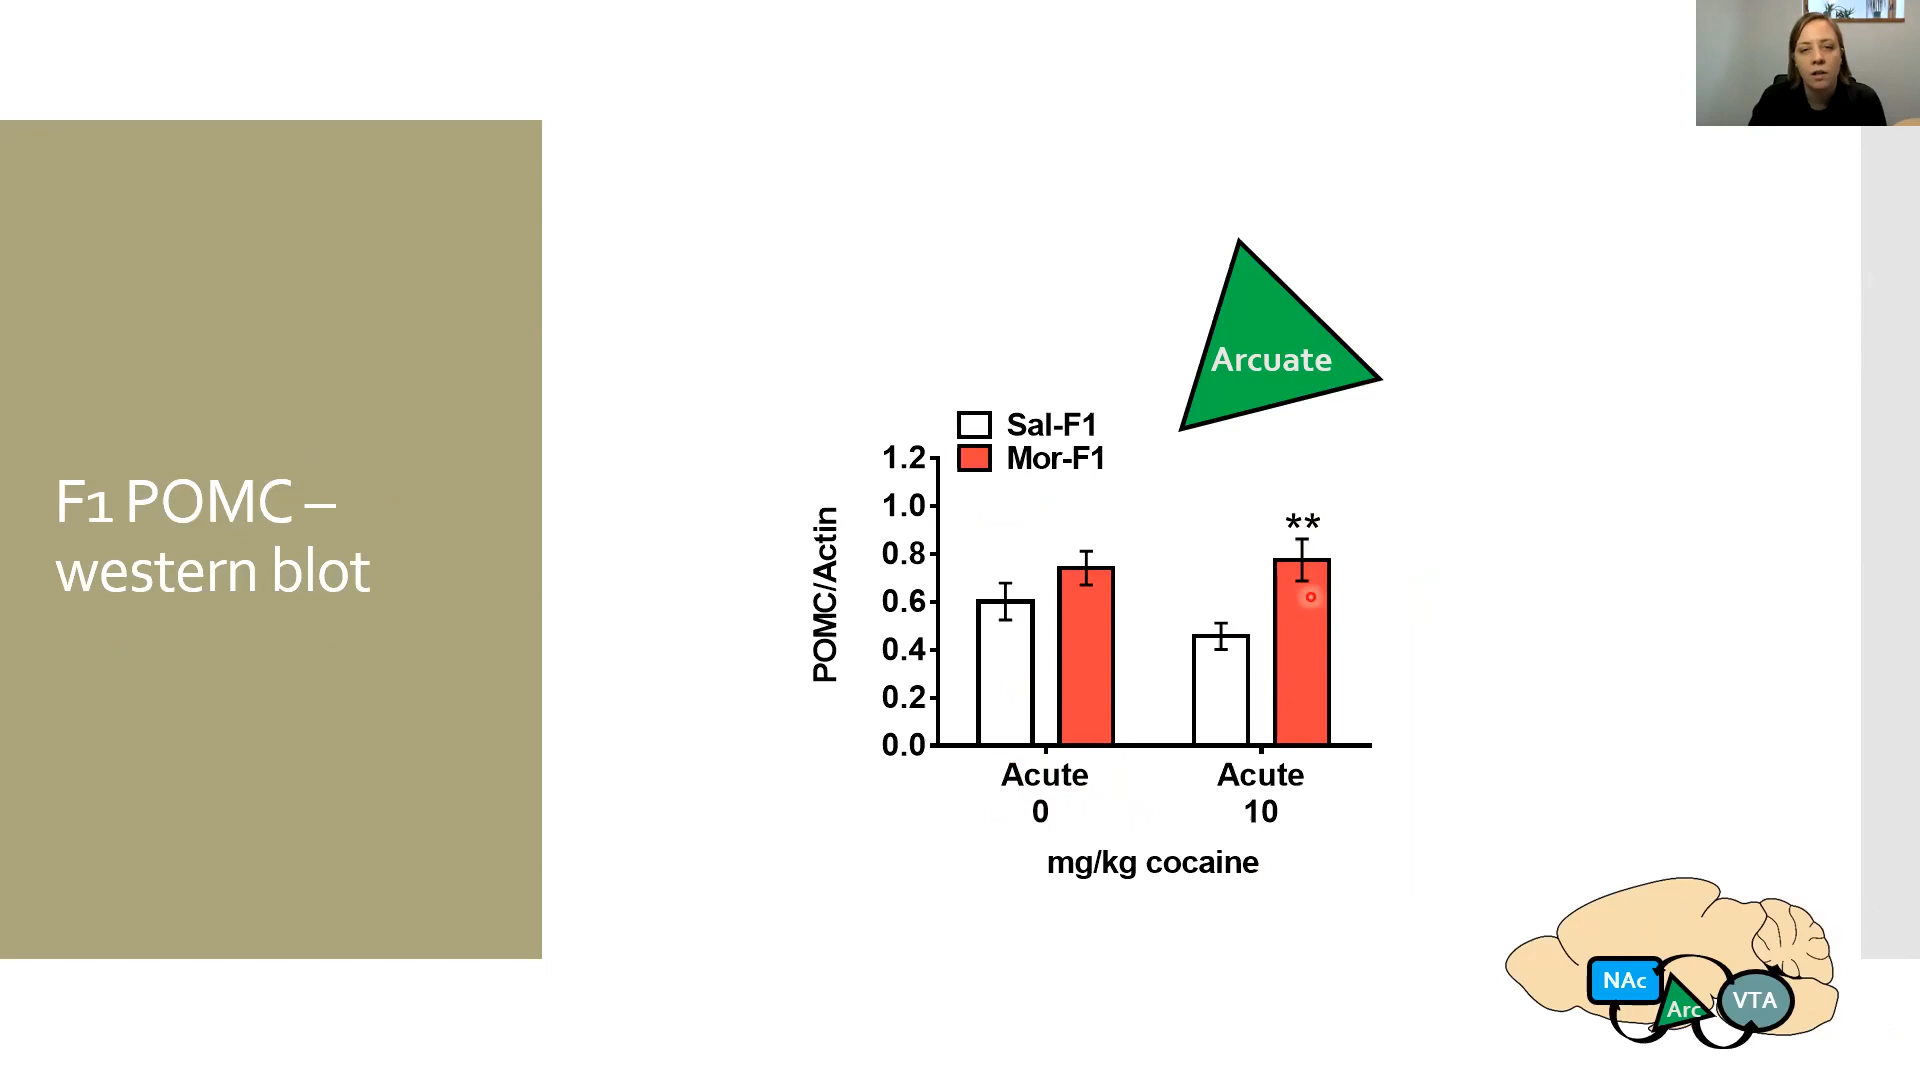 F1 POMC –
western blot
Arcuate
Sal-F1
Mor-F1
1.2
1.0
0.8
0.6
0.4
0.2
0.0
POMC/Actin
**
Acute
0
Acute
10
mg/kg cocaine
NAc
Arc
VTA